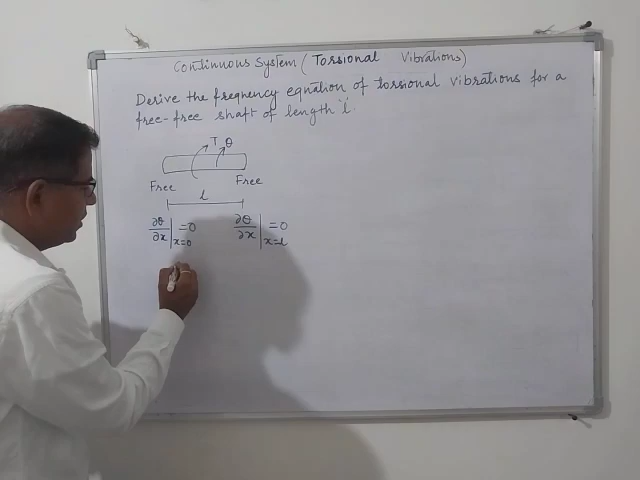 Continuous System (Torsional Vibrations)
Derive the frequency equation of torsional vibrations for a
free-free shaft of length 'l'.
T θ
Free Free
l
∂θ/∂x|x=0 =0 ∂θ/∂x|x=l =0